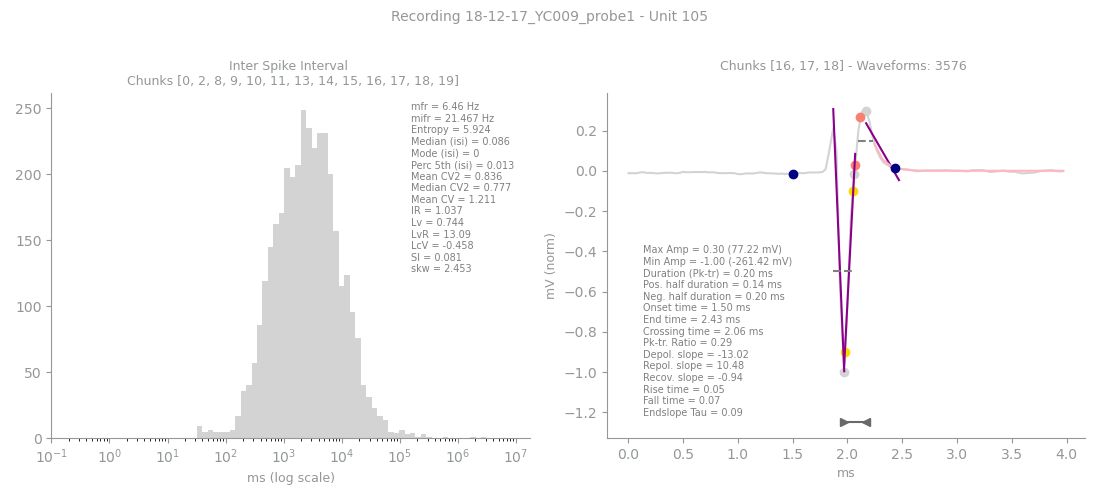 Recording 18-12-17_YC009_probe1 - Unit 105
Inter Spike Interval
Chunks [0, 2, 8, 9, 10, 11, 13, 14, 15, 16, 17, 18, 19]
250
200
150
100
50
0
mfr = 6.46 Hz
mifr = 21.467 Hz
Entropy = 5.924
Median (isi) = 0.086
Mode (isi) = 0
Perc 5th (isi) = 0.013
Mean CV2 = 0.836
Median CV2 = 0.777
Mean CV = 1.211
IR = 1.037
Lv = 0.744
LvR = 13.09
LcV = -0.458
SI = 0.081
skw = 2.453
10⁻¹ 10⁰ 10¹ 10² 10³ 10⁴ 10⁵ 10⁶ 10⁷
ms (log scale)
Chunks [16, 17, 18] - Waveforms: 3576
mV (norm)
0.2
0.0
−0.2
−0.4
−0.6
−0.8
−1.0
−1.2
Max Amp = 0.30 (77.22 mV)
Min Amp = -1.00 (-261.42 mV)
Duration (Pk-tr) = 0.20 ms
Pos. half duration = 0.14 ms
Neg. half duration = 0.20 ms
Onset time = 1.50 ms
End time = 2.43 ms
Crossing time = 2.06 ms
Pk-tr. Ratio = 0.29
Depol. slope = -13.02
Repol. slope = 10.48
Recov. slope = -0.94
Rise time = 0.05
Fall time = 0.07
Endslope Tau = 0.09
0.0 0.5 1.0 1.5 2.0 2.5 3.0 3.5 4.0
ms